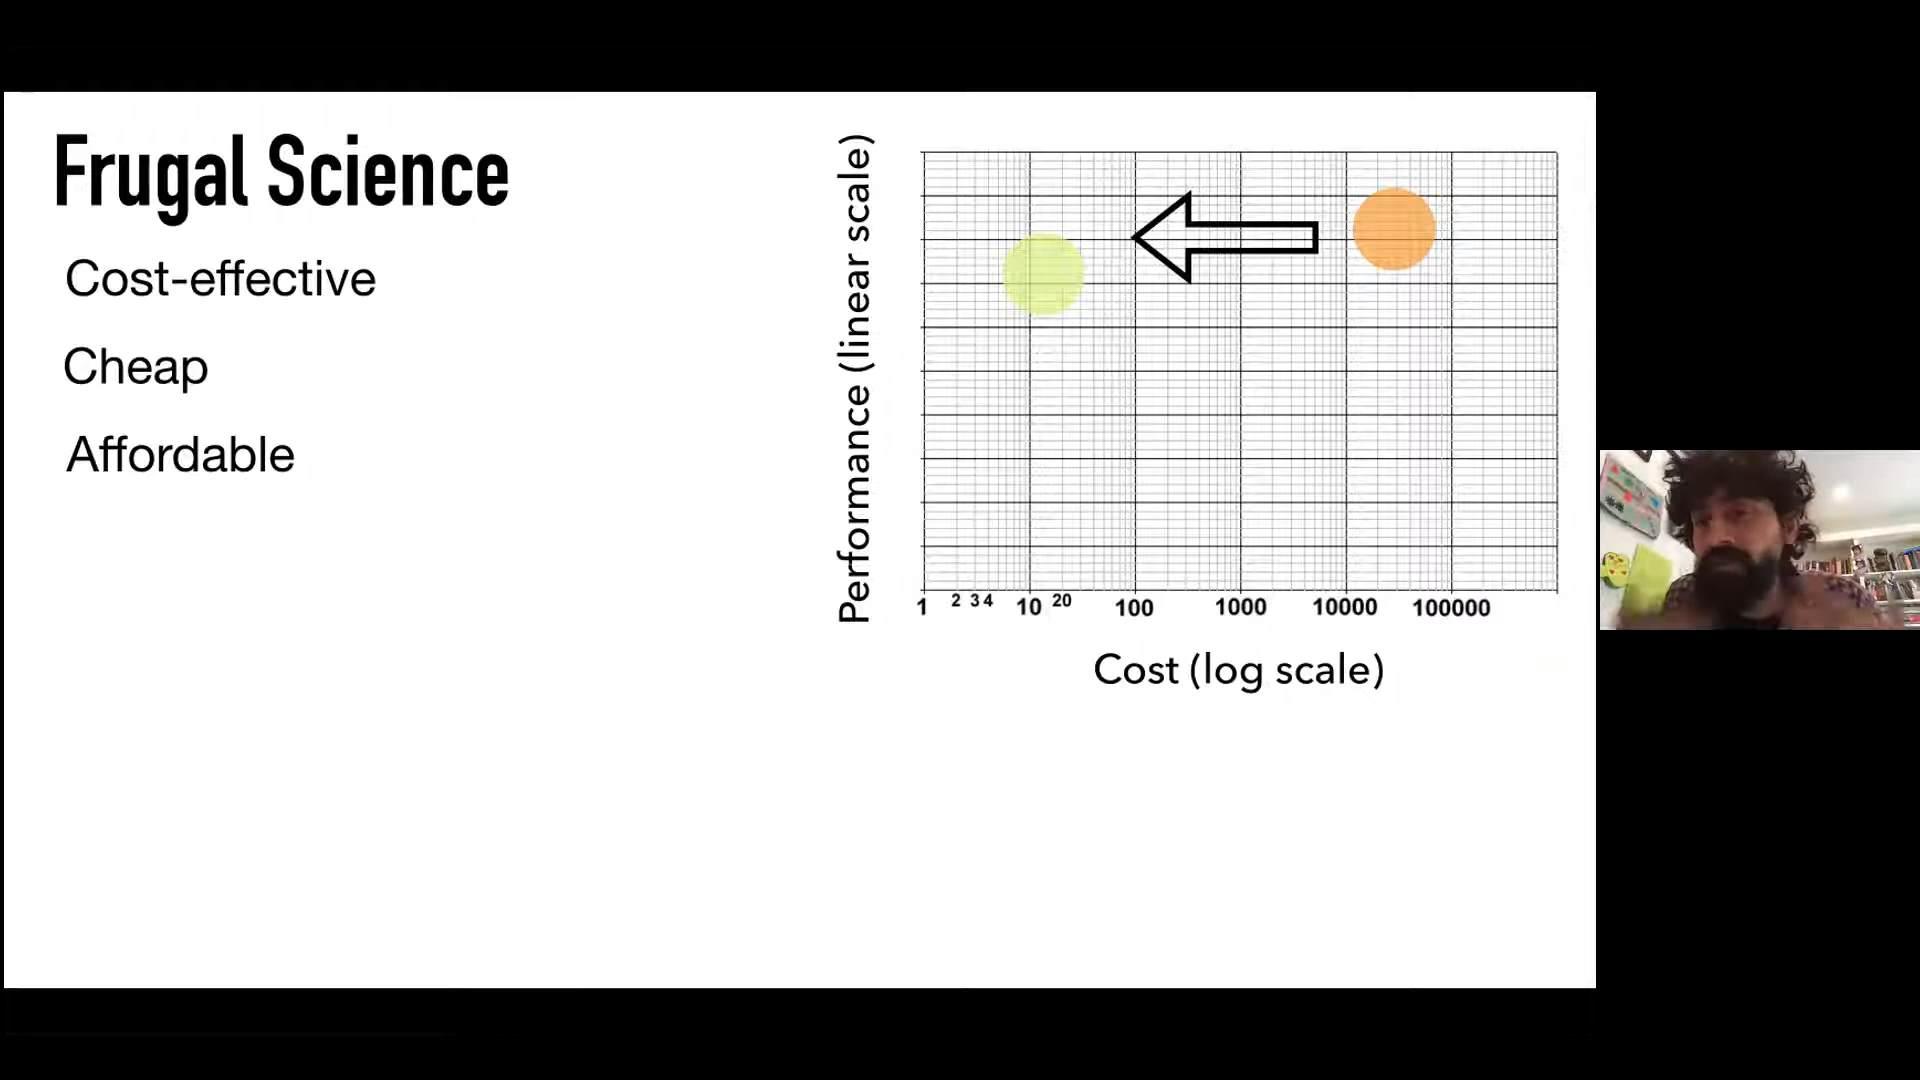 Frugal Science
Cost-effective
Cheap
Affordable
Performance (linear scale)
1 2 3 4 10 20 100 1000 10000 100000
Cost (log scale)